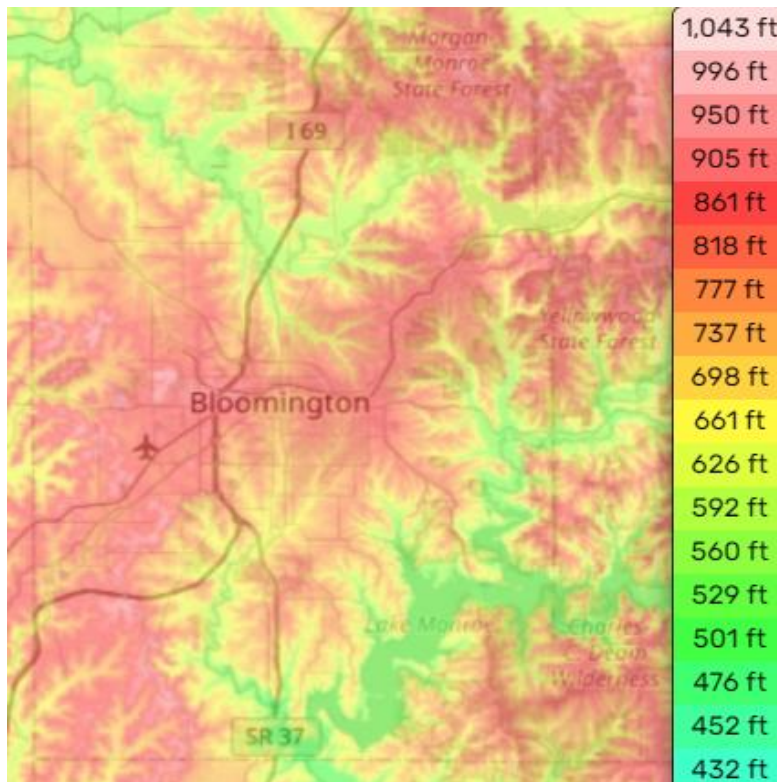 Morgan-
Monroe
State Forest
I 69
Yellowwood
State Forest
Bloomington
Lake Monroe
Charles
C. Deam
Wilderness
SR 37
1,043 ft
996 ft
950 ft
905 ft
861 ft
818 ft
777 ft
737 ft
698 ft
661 ft
626 ft
592 ft
560 ft
529 ft
501 ft
476 ft
452 ft
432 ft